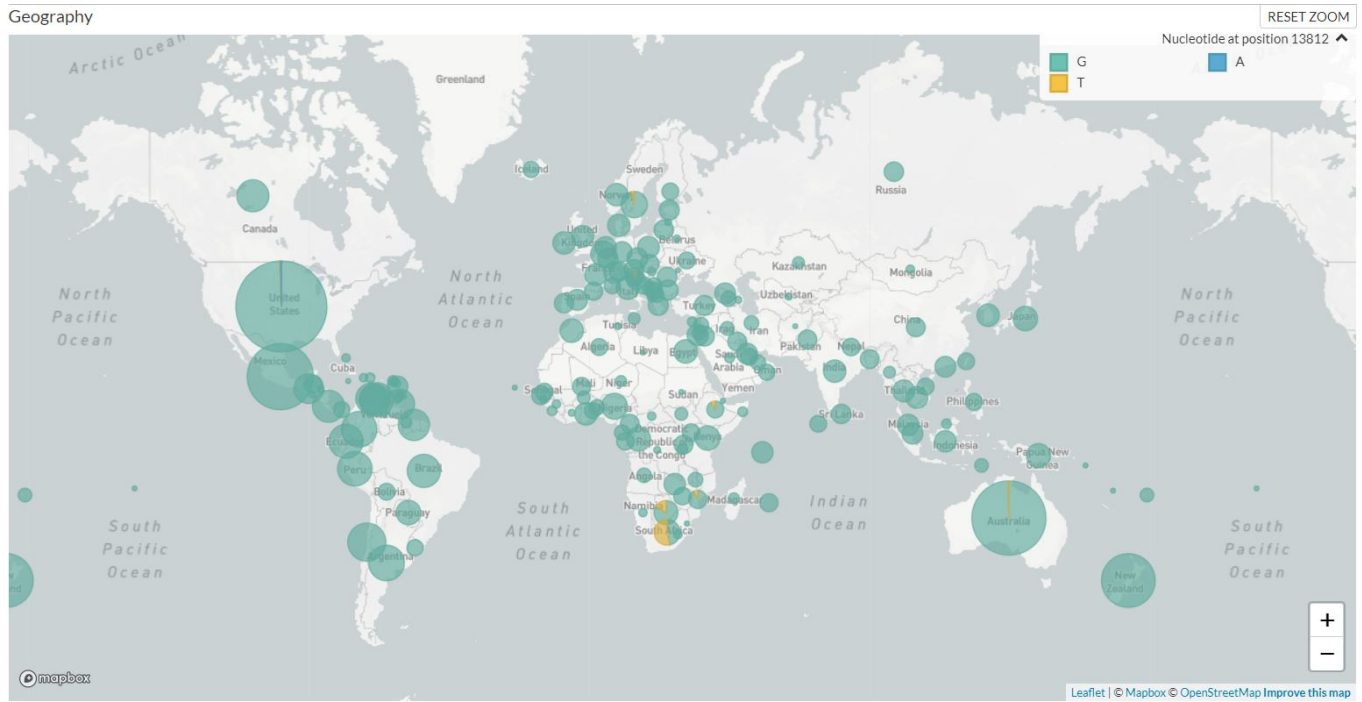 Geography
RESET ZOOM
Nucleotide at position 13812
G
A
T
Arctic Ocean
Greenland
Iceland
Sweden
Norw
Russia
Canada
United
Kingdom
Belarus
Ukraine
Fran
Kazakhstan
Mongolia
North
Pacific
Ocean
United
States
North
Atlantic
Ocean
Spain
Italy
Turkey
Uzbekistan
China
Japan
North
Pacific
Ocean
Tunisia
Mexico
Cuba
Algeria
Libya
Egypt
Iraq
Iran
Saudi
Arabia
Oman
Pakistan
Nepal
India
Mali
Niger
Sudan
Yemen
Senegal
Nigeria
Thailand
Philippines
Sri Lanka
Malaysia
Ecuador
Democratic
Republic
the Congo
Kenya
Indonesia
Papua New
Guinea
Peru
Brazil
Angola
Bolivia
Madagascar
Namibia
Paraguay
South
Atlantic
Ocean
Indian
Ocean
South
Pacific
Ocean
South Africa
Australia
Argentina
South
Pacific
Ocean
New
Zealand
+
−
mapbox
Leaflet | © Mapbox © OpenStreetMap Improve this map